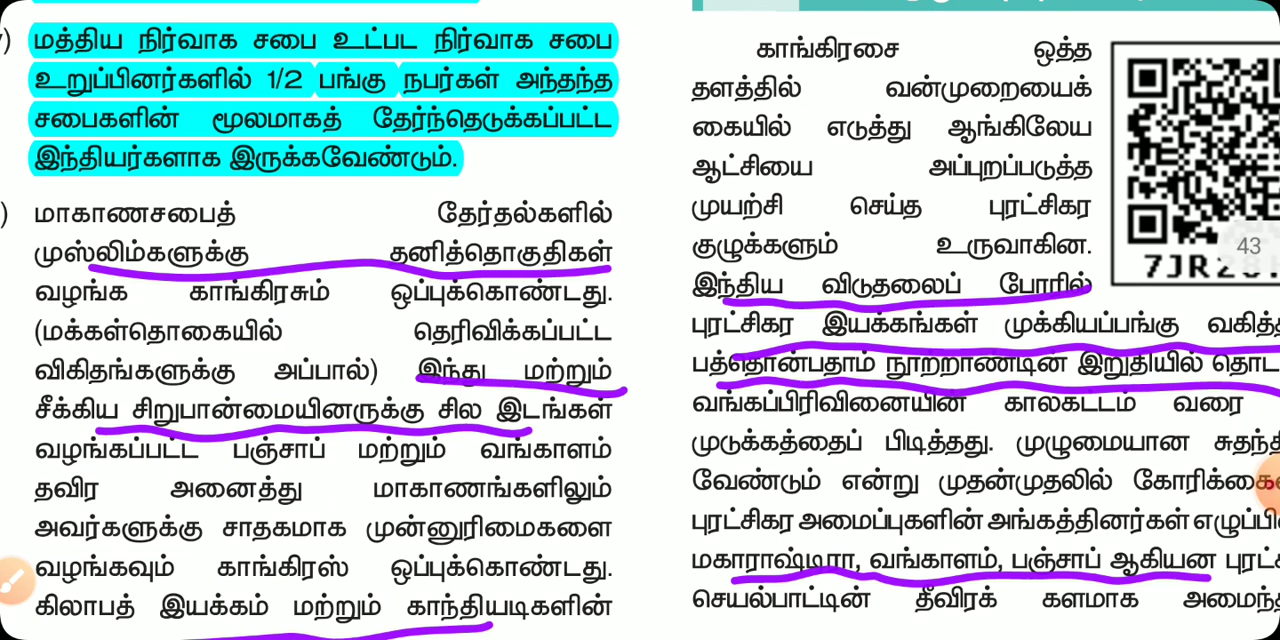 மத்திய நிர்வாக சபை உட்பட நிர்வாக சபை
உறுப்பினர்களில் 1/2 பங்கு நபர்கள் அந்தந்த
சபைகளின் மூலமாகத் தேர்ந்தெடுக்கப்பட்ட
இந்தியர்களாக இருக்கவேண்டும்.
மாகாணசபைத் தேர்தல்களில்
முஸ்லிம்களுக்கு தனித்தொகுதிகள்
வழங்க காங்கிரசும் ஒப்புக்கொண்டது.
(மக்கள்தொகையில் தெரிவிக்கப்பட்ட
விகிதங்களுக்கு அப்பால்) இந்து மற்றும்
சீக்கிய சிறுபான்மையினருக்கு சில இடங்கள்
வழங்கப்பட்ட பஞ்சாப் மற்றும் வங்காளம்
தவிர அனைத்து மாகாணங்களிலும்
அவர்களுக்கு சாதகமாக முன்னுரிமைகளை
வழங்கவும் காங்கிரஸ் ஒப்புக்கொண்டது.
கிலாபத் இயக்கம் மற்றும் காந்தியடிகளின்
காங்கிரசை ஒத்த
தளத்தில் வன்முறையைக்
கையில் எடுத்து ஆங்கிலேய
ஆட்சியை அப்புறப்படுத்த
முயற்சி செய்த புரட்சிகர
குழுக்களும் உருவாகின.
இந்திய விடுதலைப் போரில்
புரட்சிகர இயக்கங்கள் முக்கியப்பங்கு
பத்தொன்பதாம் நூற்றாண்டின் இறுதியில்
வங்கப்பிரிவினையின் காலகட்டம் வரை
முடுக்கத்தைப் பிடித்தது. முழுமையான
வேண்டும் என்று முதன்முதலில்
புரட்சிகர அமைப்புகளின் அங்கத்தினர்கள்
மகாராஷ்டிரா, வங்காளம், பஞ்சாப் ஆகியன
செயல்பாட்டின் தீவிரக் களமாக
43